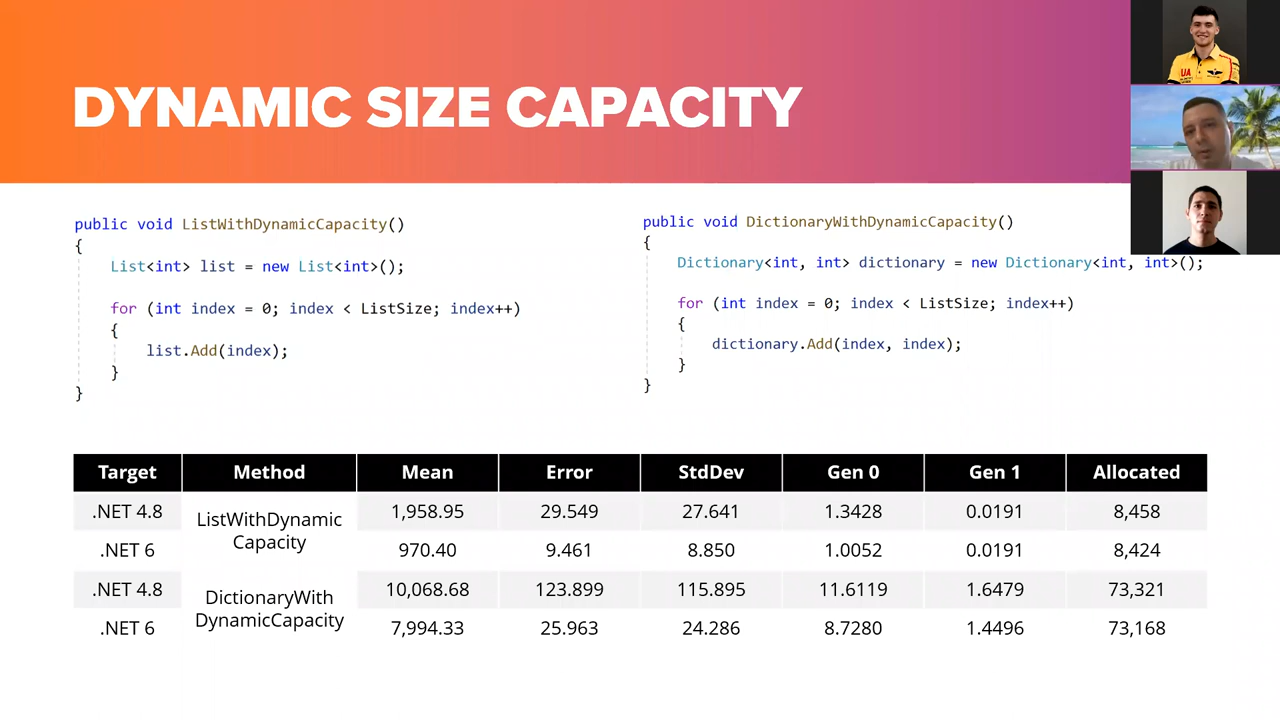 DYNAMIC SIZE CAPACITY
UA
public void ListWithDynamicCapacity()
{
List<int> list = new List<int>();
for (int index = 0; index < ListSize; index++)
{
list.Add(index);
}
}
public void DictionaryWithDynamicCapacity()
{
Dictionary<int, int> dictionary = new Dictionary<int, int>();
for (int index = 0; index < ListSize; index++)
{
dictionary.Add(index, index);
}
}
Target Method Mean Error StdDev Gen 0 Gen 1 Allocated
.NET 4.8 ListWithDynamic 1,958.95 29.549 27.641 1.3428 0.0191 8,458
Capacity
.NET 6 970.40 9.461 8.850 1.0052 0.0191 8,424
.NET 4.8 DictionaryWith 10,068.68 123.899 115.895 11.6119 1.6479 73,321
DynamicCapacity
.NET 6 7,994.33 25.963 24.286 8.7280 1.4496 73,168